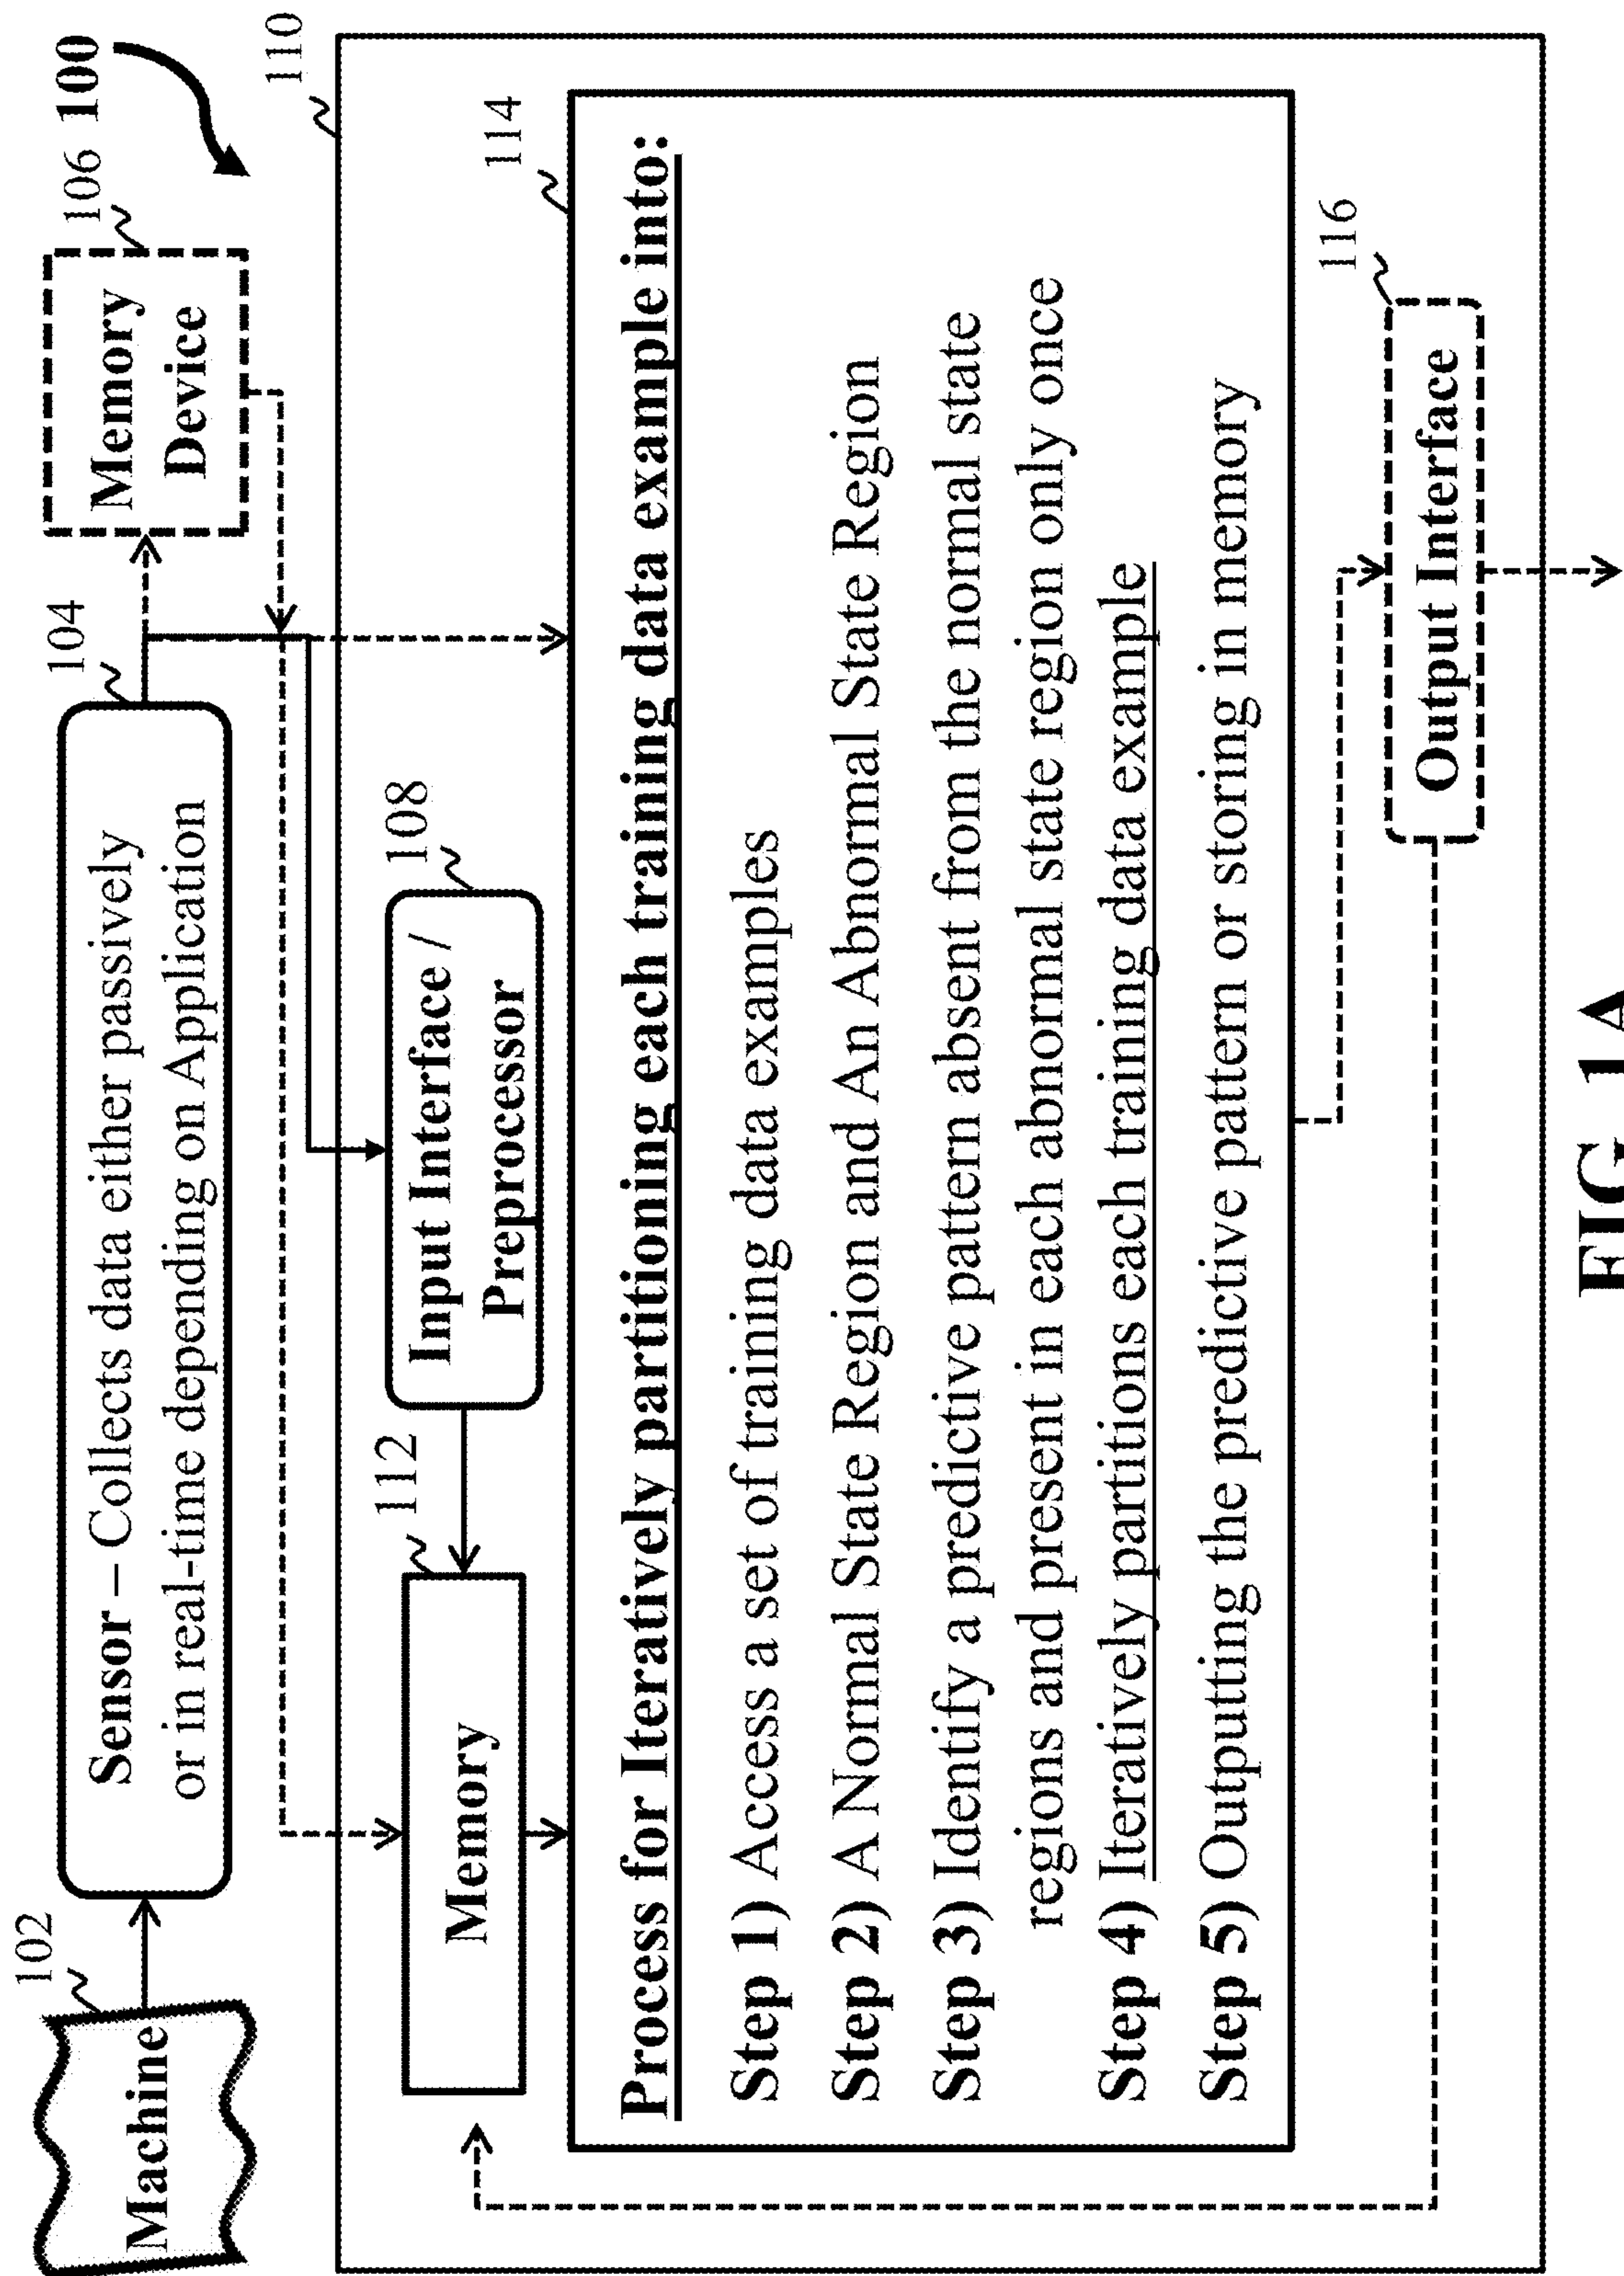 100
102
Machine
104
Sensor – Collects data either passively
or in real-time depending on Application
106
Memory
Device
110
108
Input Interface /
Preprocessor
112
Memory
114
Process for Iteratively partitioning each training data example into:
Step 1) Access a set of training data examples
Step 2) A Normal State Region and An Abnormal State Region
Step 3) Identify a predictive pattern absent from the normal state
regions and present in each abnormal state region only once
Step 4) Iteratively partitions each training data example
Step 5) Outputting the predictive pattern or storing in memory
116
Output Interface
FIG 1A